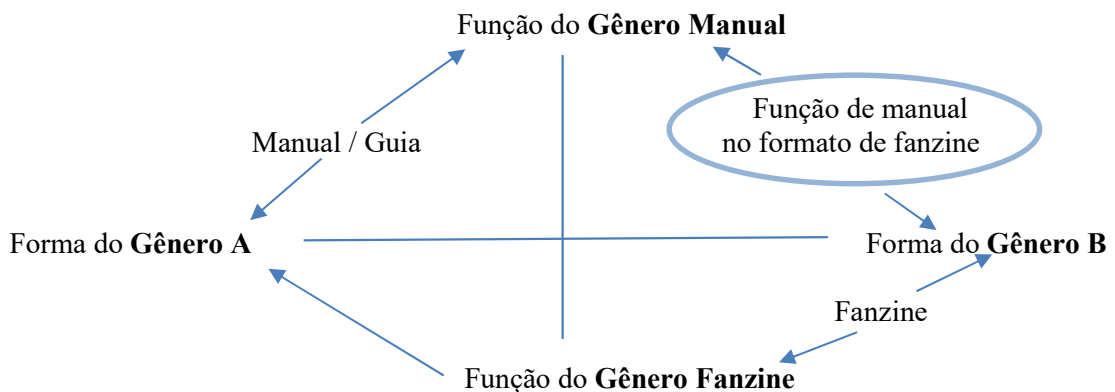 Função do Gênero Manual
Função de manual
no formato de fanzine
Manual / Guia
Forma do Gênero A
Forma do Gênero B
Fanzine
Função do Gênero Fanzine